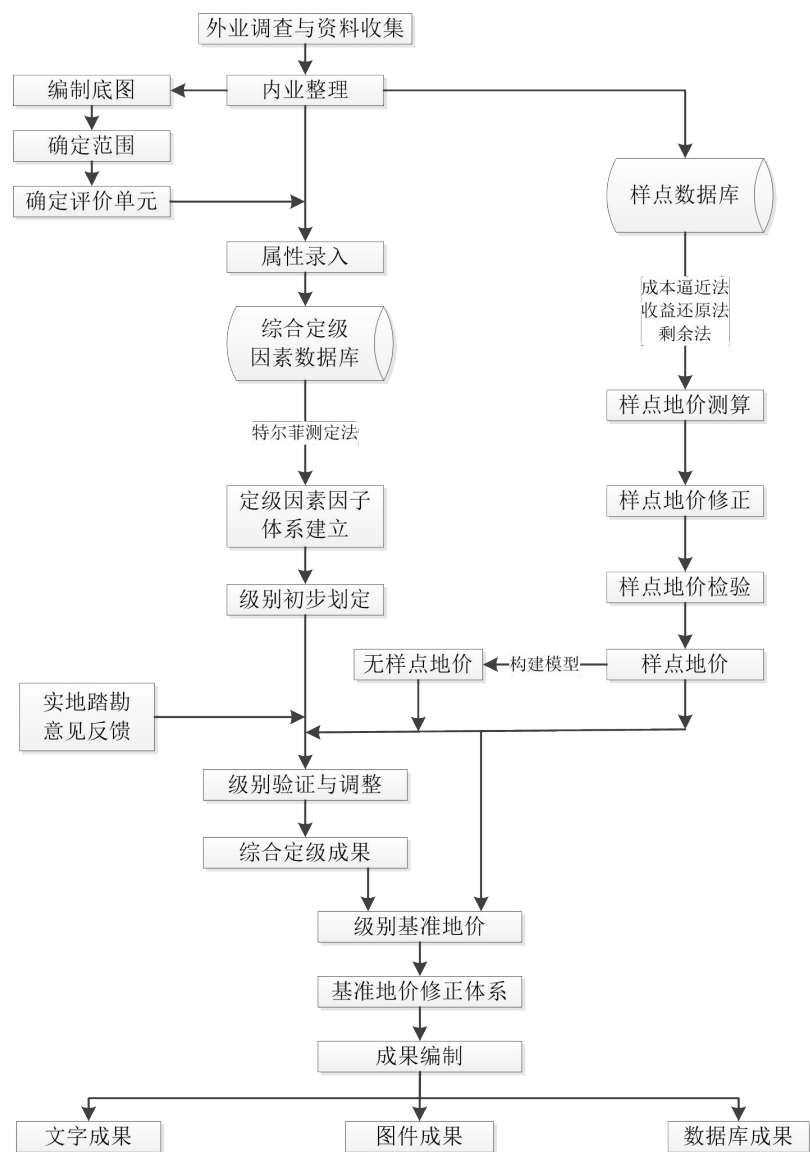 外业调查与资料收集
编制底图
内业整理
确定范围
确定评价单元
样点数据库
属性录入
成本逼近法
收益还原法
剩余法
综合定级
因素数据库
样点地价测算
特尔菲测定法
定级因素因子
体系建立
样点地价修正
级别初步划定
样点地价检验
无样点地价
构建模型
样点地价
实地踏勘
意见反馈
级别验证与调整
综合定级成果
级别基准地价
基准地价修正体系
成果编制
文字成果
图件成果
数据库成果